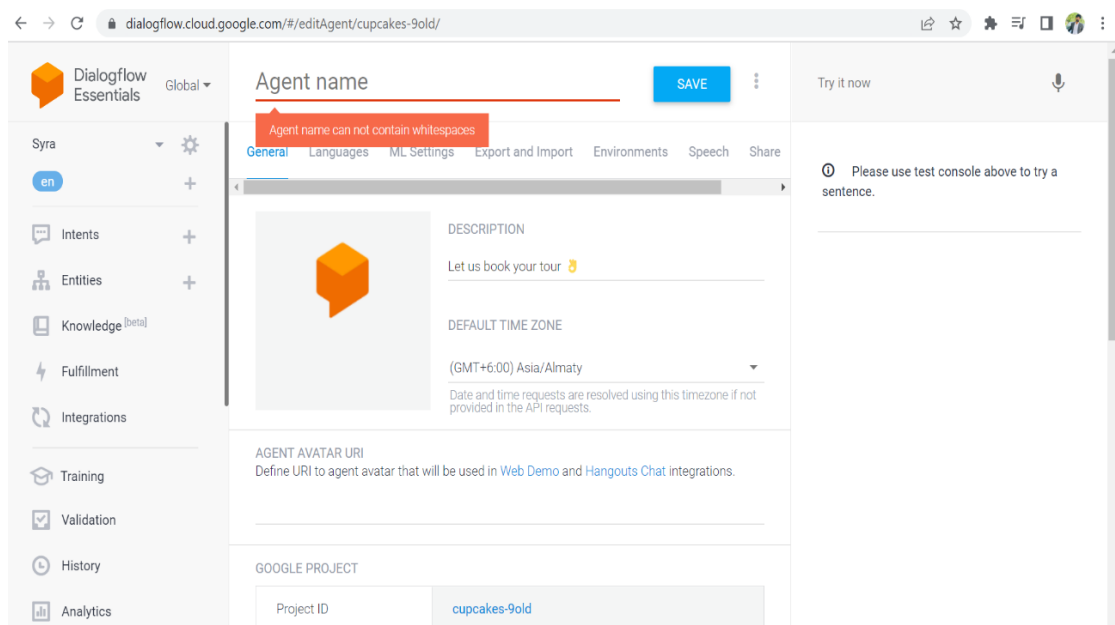 dialogflow.cloud.google.com/#/editAgent/cupcakes-9old/
Dialogflow
Essentials
Global
Syra
en
Intents
Entities
Knowledge [beta]
Fulfillment
Integrations
Training
Validation
History
Analytics
Agent name
SAVE
Agent name can not contain whitespaces
General Languages ML Settings Export and Import Environments Speech Share
DESCRIPTION
Let us book your tour 👌
DEFAULT TIME ZONE
(GMT+6:00) Asia/Almaty
Date and time requests are resolved using this timezone if not
provided in the API requests.
AGENT AVATAR URI
Define URI to agent avatar that will be used in Web Demo and Hangouts Chat integrations.
GOOGLE PROJECT
Project ID cupcakes-9old
Try it now
Please use test console above to try a
sentence.